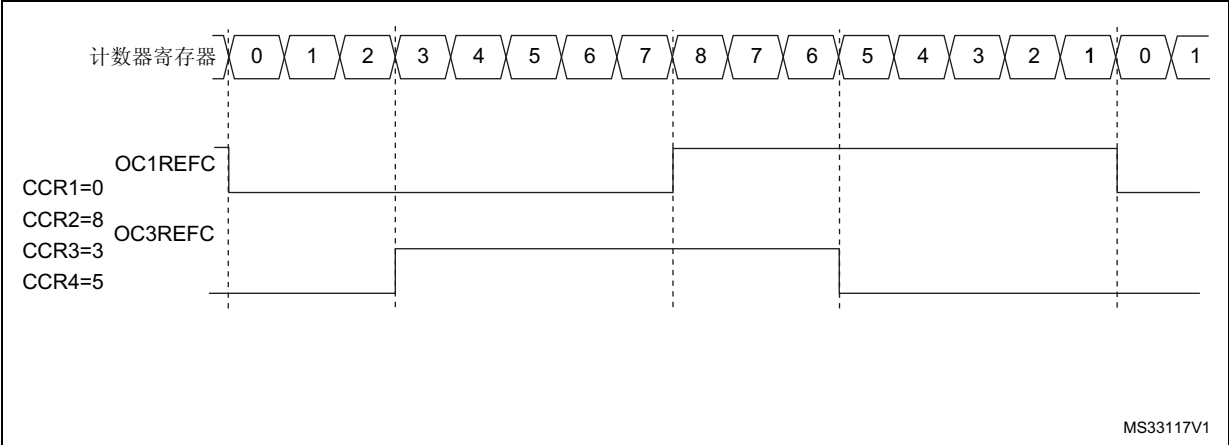 计数器寄存器 0 1 2 3 4 5 6 7 8 7 6 5 4 3 2 1 0 1
OC1REFC
CCR1=0
CCR2=8
OC3REFC
CCR3=3
CCR4=5
MS33117V1